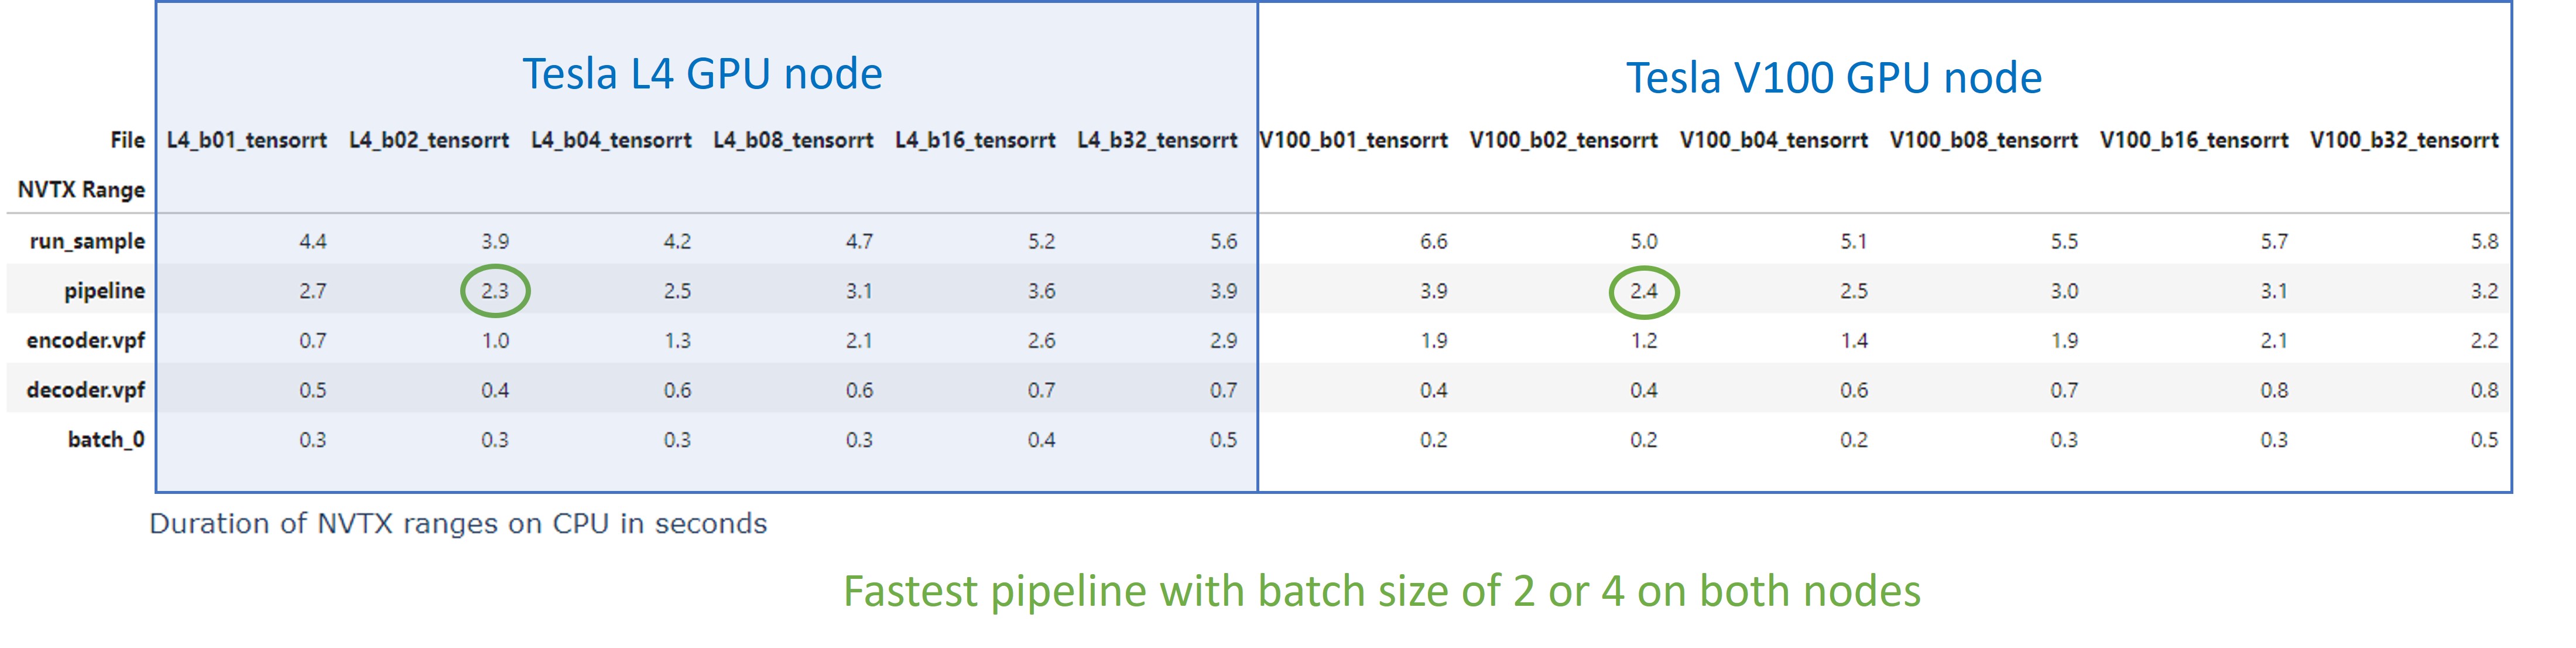 Tesla L4 GPU node Tesla V100 GPU node
File L4_b01_tensorrt L4_b02_tensorrt L4_b04_tensorrt L4_b08_tensorrt L4_b16_tensorrt L4_b32_tensorrt V100_b01_tensorrt V100_b02_tensorrt V100_b04_tensorrt V100_b08_tensorrt V100_b16_tensorrt V100_b32_tensorrt
NVTX Range
run_sample 4.4 3.9 4.2 4.7 5.2 5.6 6.6 5.0 5.1 5.5 5.7 5.8
pipeline 2.7 2.3 2.5 3.1 3.6 3.9 3.9 2.4 2.5 3.0 3.1 3.2
encoder.vpf 0.7 1.0 1.3 2.1 2.6 2.9 1.9 1.2 1.4 1.9 2.1 2.2
decoder.vpf 0.5 0.4 0.6 0.6 0.7 0.7 0.4 0.4 0.6 0.7 0.8 0.8
batch_0 0.3 0.3 0.3 0.3 0.4 0.5 0.2 0.2 0.2 0.3 0.3 0.5
Duration of NVTX ranges on CPU in seconds
Fastest pipeline with batch size of 2 or 4 on both nodes